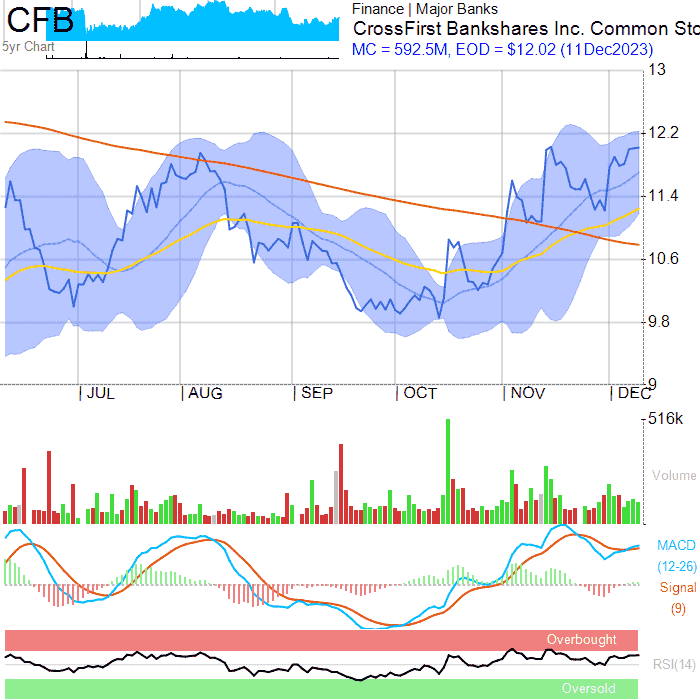 CFB
5yr Chart
Finance | Major Banks
CrossFirst Bankshares Inc. Common Sto
MC = 592.5M, EOD = $12.02 (11Dec2023)
13
12.2
11.4
10.6
9.8
9
| JUL | AUG | SEP | OCT | NOV | DEC
516k
Volume
MACD
(12-26)
Signal
(9)
Overbought
RSI(14)
Oversold